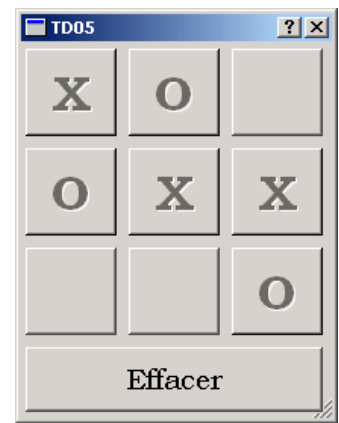 TD05
X O
O X X
O
Effacer